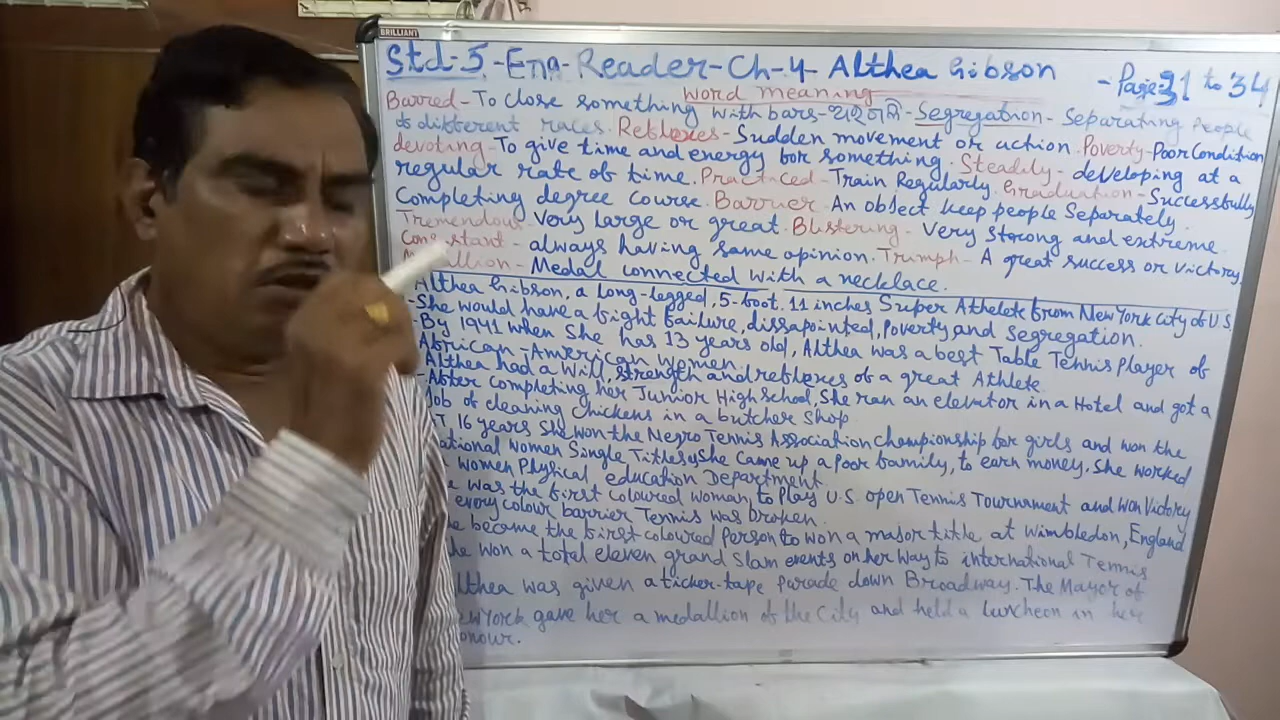 BRILLIANT
Std-5-Eng-Reader-Ch-4-Althea Gibson -Page:31 to 34
Word meaning
Barred-To close something with bars-અટકાવવું-Segregation-Separating People
to different races. Reflexes-Sudden movement or action. Poverty-Poor Condition
devoting-To give time and energy for something. Steadily-developing at a
regular rate of time. Practiced-Train Regularly. Graduation-Successfully
Completing degree course. Barrier. An object keep people Separately.
Tremendous-Very large or great. Blistering-Very strong and extreme.
Constant-always having same opinion. Trumph-A great success or victory.
Medallion-Medal connected with a necklace.
Althea Gibson, a long-legged, 5-foot. 11 inches Super Athelete from New York City of U.S.
-She would have a fight failure, dissapointed, Poverty and segregation.
-By 1941 when She has 13 years old, Althea was a best Table Tennis Player of
African-American women.
Althea had a Will, strength and reflexes of a great Athlete.
-After completing her Junior High School, She ran an elevator in a Hotel and got a
Job of cleaning Chickens in a butcher shop.
T 16 years She won the Negro Tennis Association Championship for girls and won the
ational women Single Titles, She Came up a Poor family, to earn money. She worked
women Physical education Department.
e was the first coloured woman, to Play U.S. open Tennis Tournament and won Victory
every colour barrier Tennis was broken.
he became the first coloured Person to won a major title at Wimbledon, England
he won a total eleven grand slam events on her way to international Tennis
lthea was given a ticker-tape Parade down Broadway. The Mayor of
ew York gave her a medallion of the City and held a luncheon in her
onour.